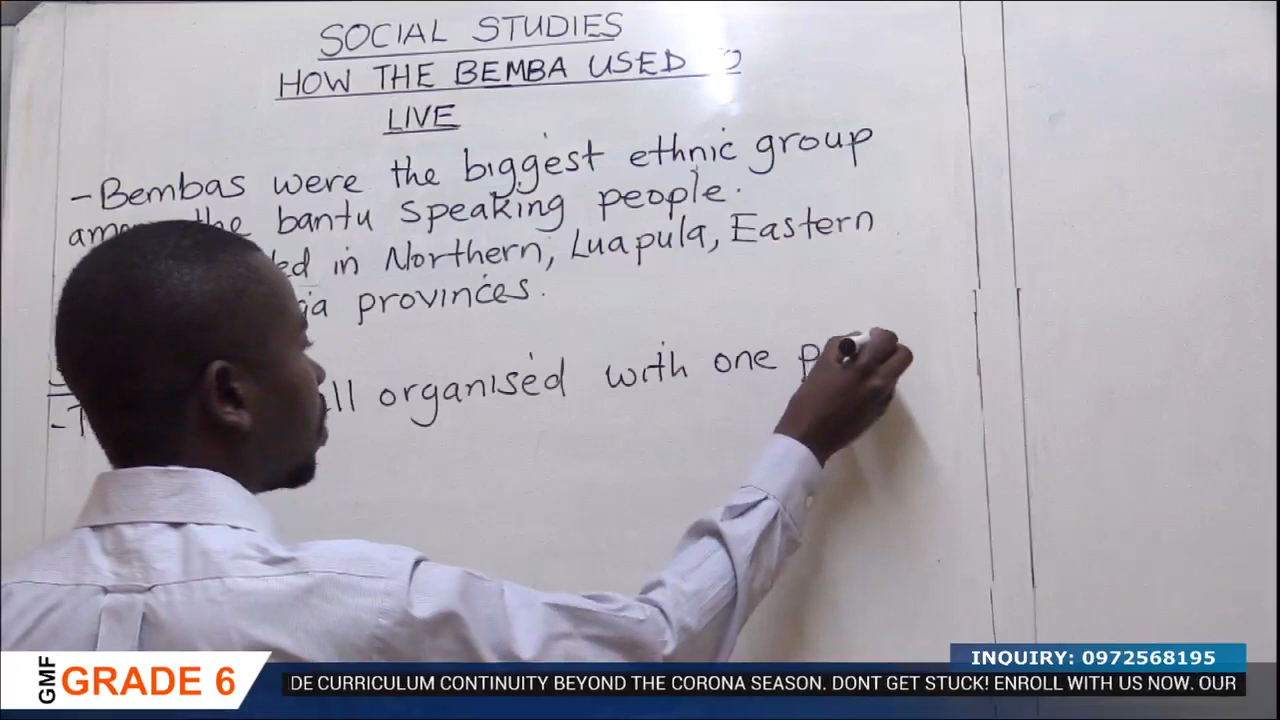 SOCIAL STUDIES
HOW THE BEMBA USED
LIVE
- Bembas were the biggest ethnic group
the bantu speaking people.
in Northern, Luapula, Eastern
provinces.
organised with one
INQUIRY: 0972568195
GMF
GRADE 6
DE CURRICULUM CONTINUITY BEYOND THE CORONA SEASON. DONT GET STUCK! ENROLL WITH US NOW. OUR